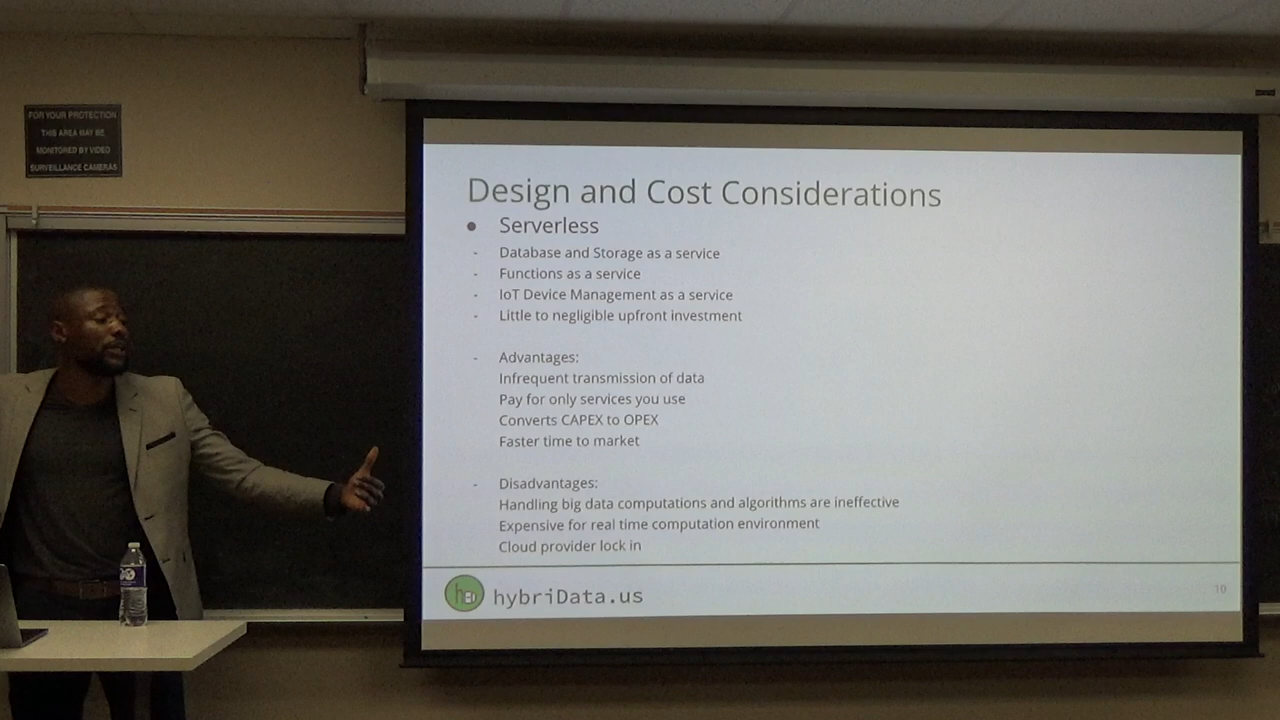 FOR YOUR PROTECTION
THIS AREA MAY BE
MONITORED BY VIDEO
SURVEILLANCE CAMERAS
Design and Cost Considerations
● Serverless
- Database and Storage as a service
- Functions as a service
- IoT Device Management as a service
- Little to negligible upfront investment
- Advantages:
Infrequent transmission of data
Pay for only services you use
Converts CAPEX to OPEX
Faster time to market
- Disadvantages:
Handling big data computations and algorithms are ineffective
Expensive for real time computation environment
Cloud provider lock in
hybriData.us
10